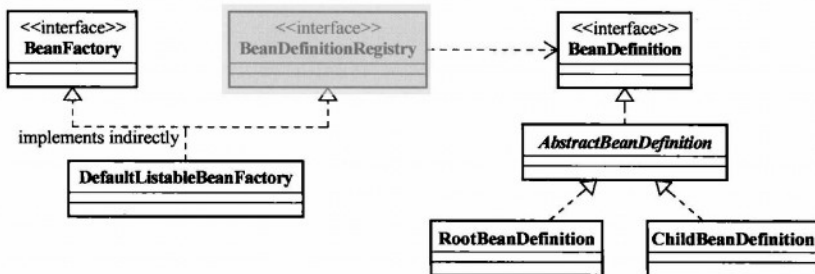 <<interface>>
BeanFactory
<<interface>>
BeanDefinitionRegistry
<<interface>>
BeanDefinition
implements indirectly
AbstractBeanDefinition
DefaultListableBeanFactory
RootBeanDefinition
ChildBeanDefinition